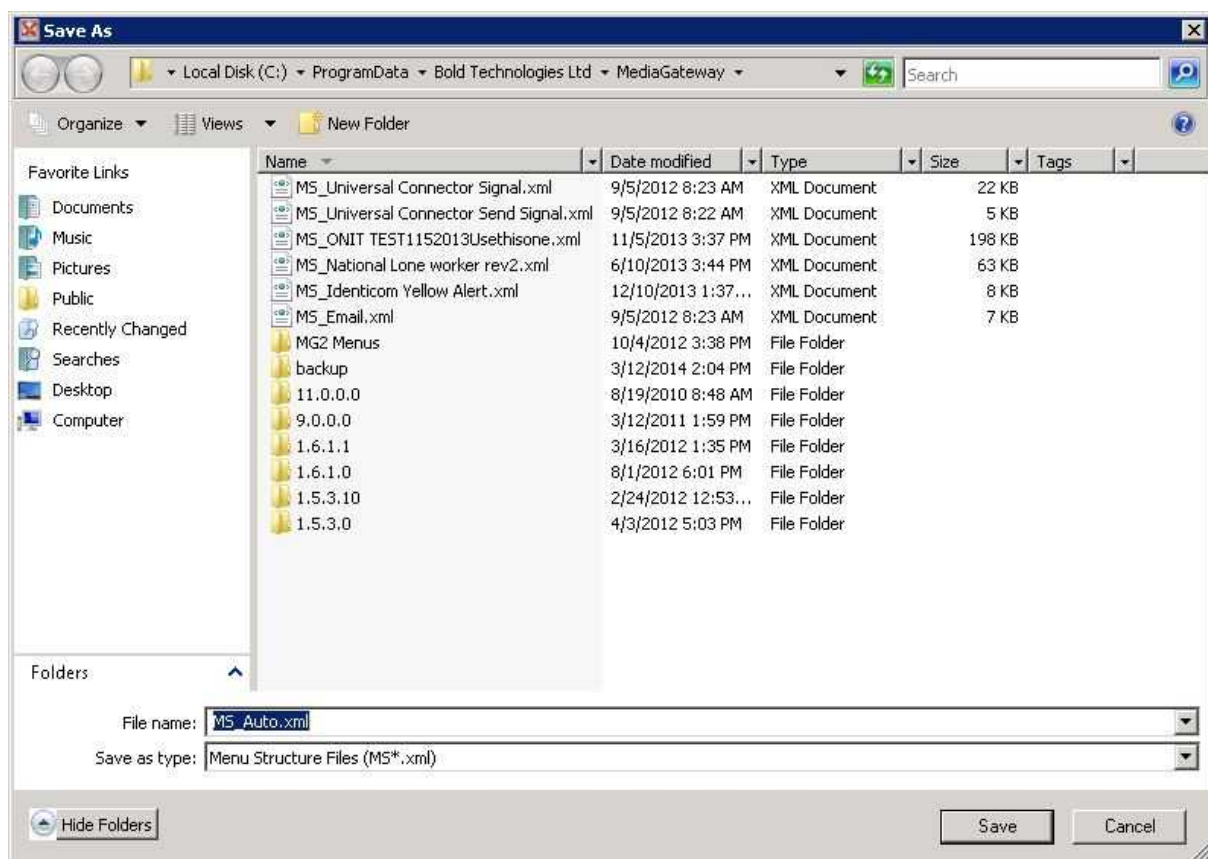 Save As
Local Disk (C:) ProgramData Bold Technologies Ltd MediaGateway Search
Organize Views New Folder
Favorite Links
Documents
Music
Pictures
Public
Recently Changed
Searches
Desktop
Computer
Folders
Name Date modified Type Size Tags
MS_Universal Connector Signal.xml 9/5/2012 8:23 AM XML Document 22 KB
MS_Universal Connector Send Signal.xml 9/5/2012 8:22 AM XML Document 5 KB
MS_ONIT TEST1152013Usethisone.xml 11/5/2013 3:37 PM XML Document 198 KB
MS_National Lone worker rev2.xml 6/10/2013 3:44 PM XML Document 63 KB
MS_Identicom Yellow Alert.xml 12/10/2013 1:37... XML Document 8 KB
MS_Email.xml 9/5/2012 8:23 AM XML Document 7 KB
MG2 Menus 10/4/2012 3:38 PM File Folder
backup 3/12/2014 2:04 PM File Folder
11.0.0.0 8/19/2010 8:48 AM File Folder
9.0.0.0 3/12/2011 1:59 PM File Folder
1.6.1.1 3/16/2012 1:35 PM File Folder
1.6.1.0 8/1/2012 6:01 PM File Folder
1.5.3.10 2/24/2012 12:53... File Folder
1.5.3.0 4/3/2012 5:03 PM File Folder
File name: MS_Auto.xml
Save as type: Menu Structure Files (MS*.xml)
Hide Folders Save Cancel